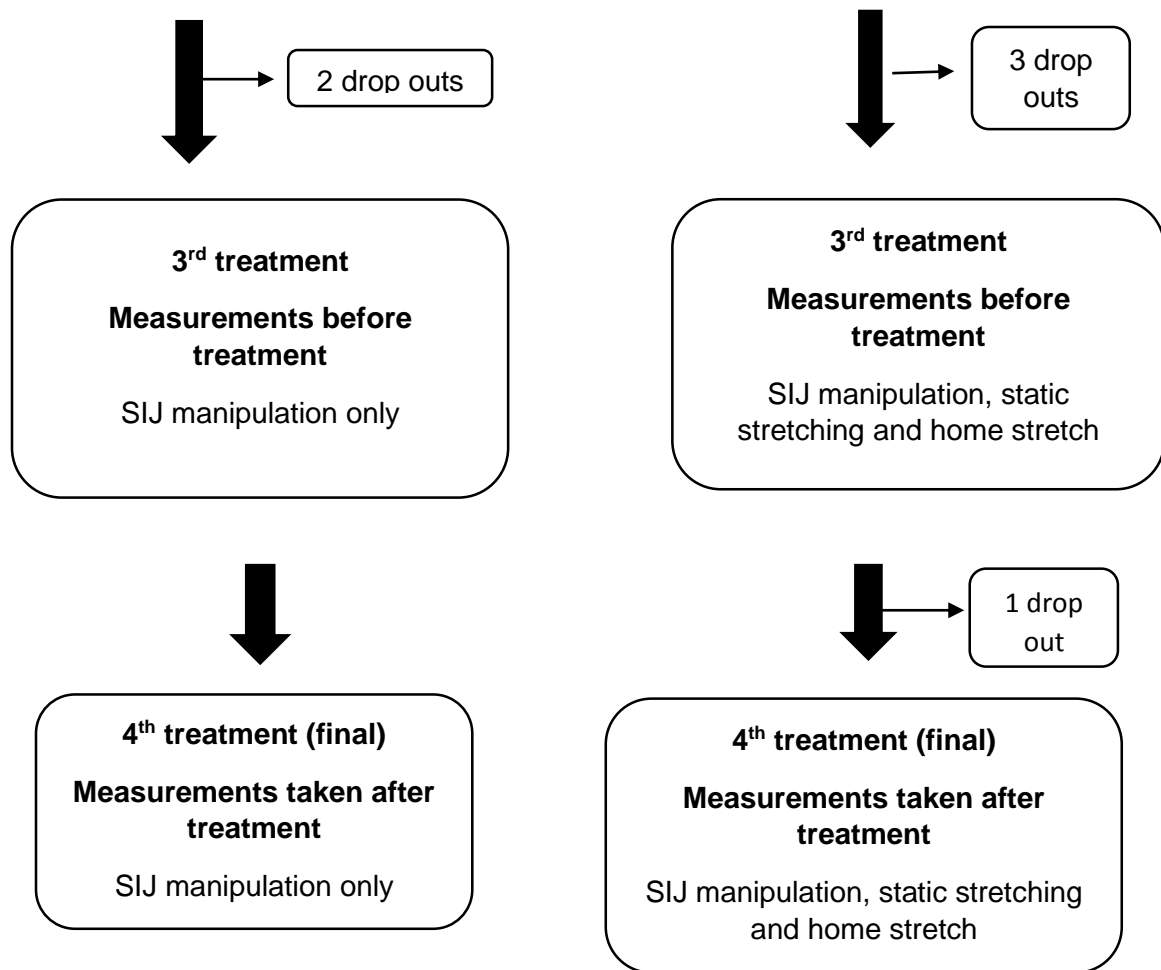 2 drop outs
3 drop
outs
3rd treatment
Measurements before
treatment
SIJ manipulation only
3rd treatment
Measurements before
treatment
SIJ manipulation, static
stretching and home stretch
1 drop
out
4th treatment (final)
Measurements taken after
treatment
SIJ manipulation only
4th treatment (final)
Measurements taken after
treatment
SIJ manipulation, static stretching
and home stretch